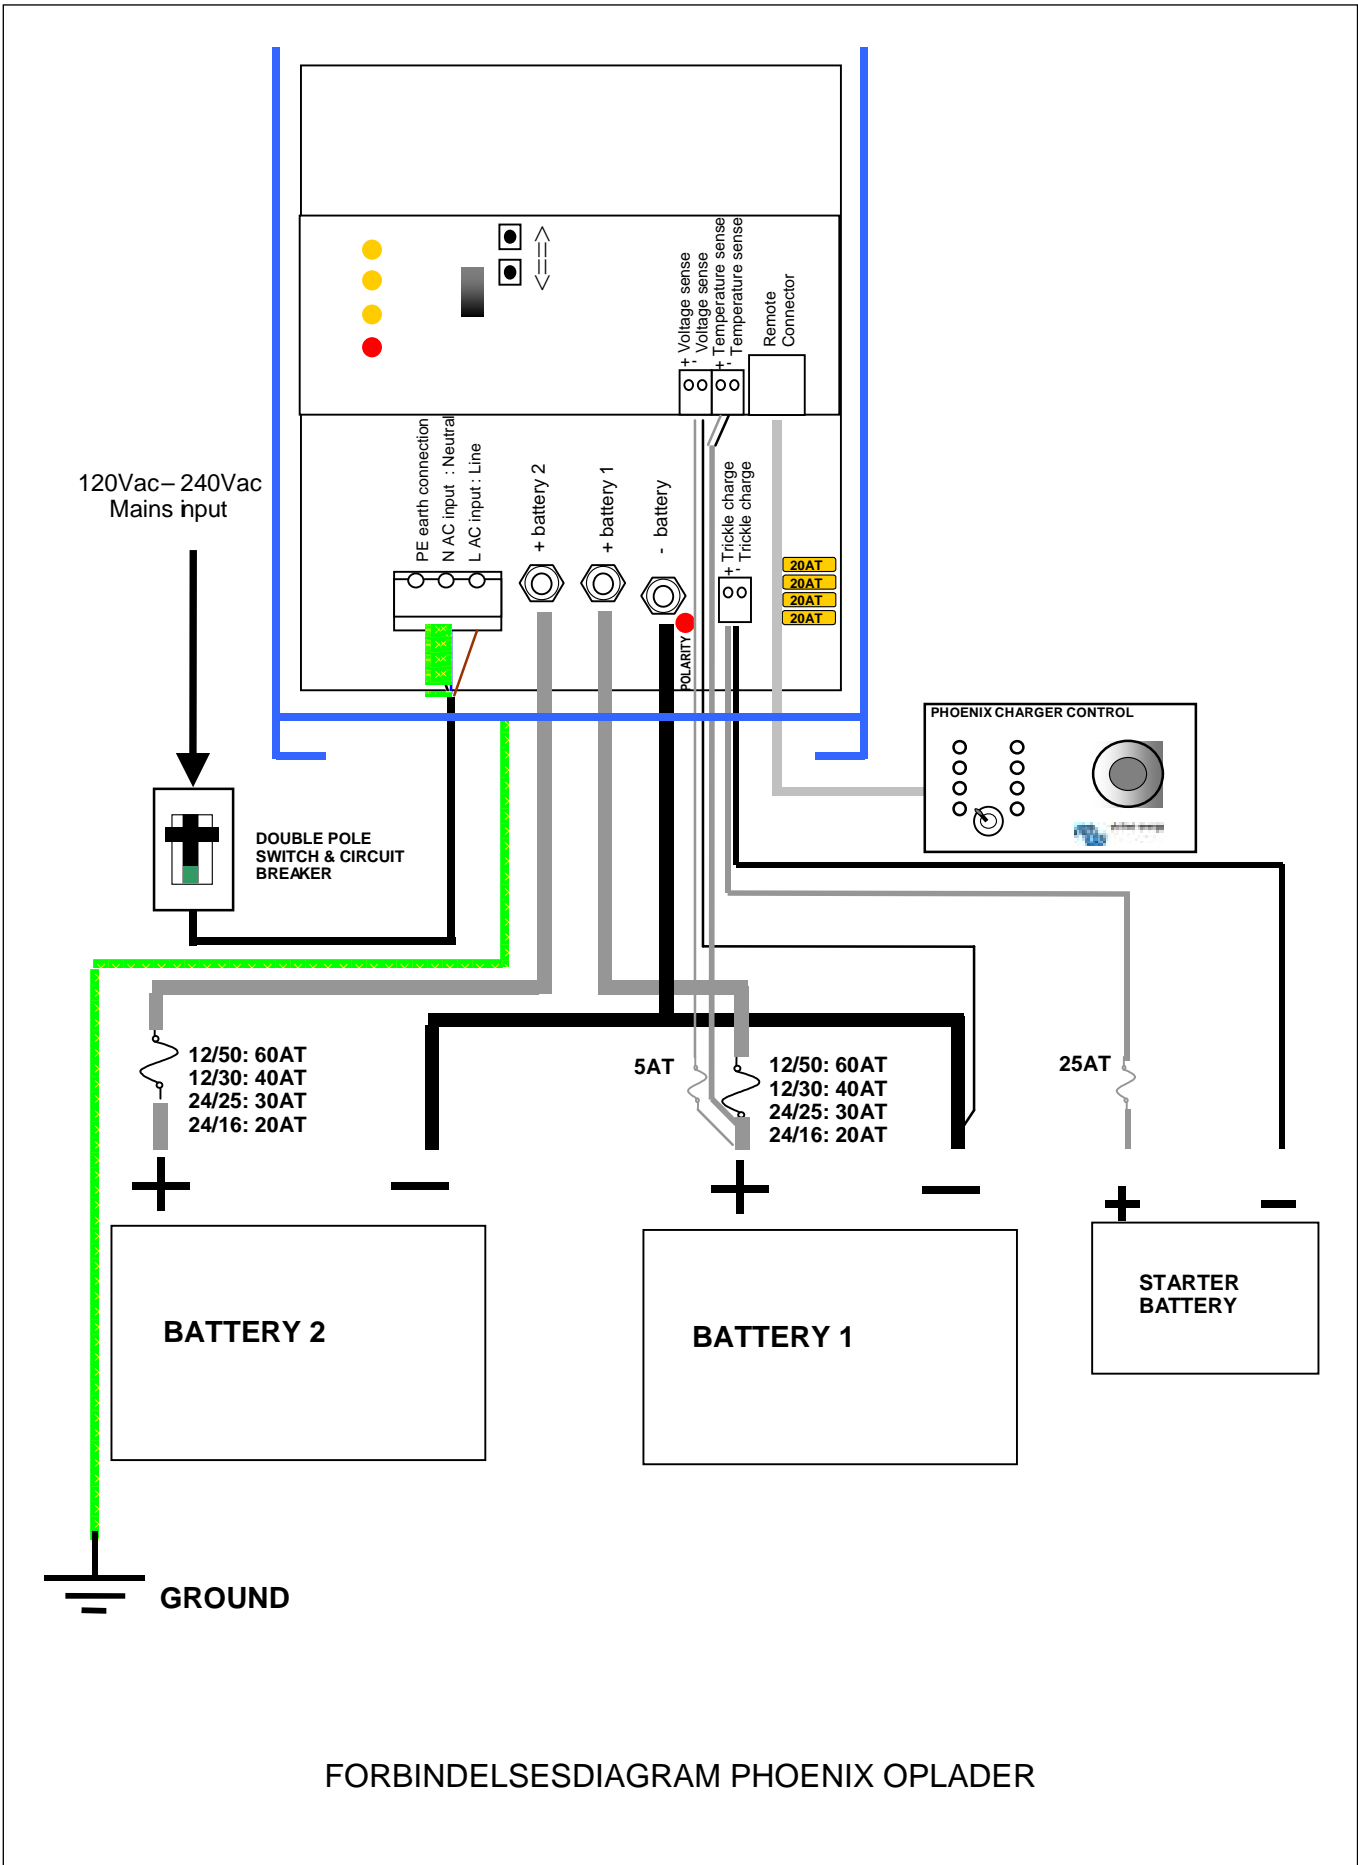 + Voltage sense
- Voltage sense
+ Temperature sense
- Temperature sense
Remote
Connector
PE earth connection
N AC input : Neutral
L AC input : Line
+ battery 2
+ battery 1
- battery
+ Trickle charge
- Trickle charge
120Vac– 240Vac
Mains input
20AT
20AT
20AT
20AT
POLARITY
PHOENIX CHARGER CONTROL
DOUBLE POLE
SWITCH & CIRCUIT
BREAKER
12/50: 60AT
12/30: 40AT
24/25: 30AT
24/16: 20AT
5AT
12/50: 60AT
12/30: 40AT
24/25: 30AT
24/16: 20AT
25AT
BATTERY 2
BATTERY 1
STARTER
BATTERY
GROUND
FORBINDELSESDIAGRAM PHOENIX OPLADER